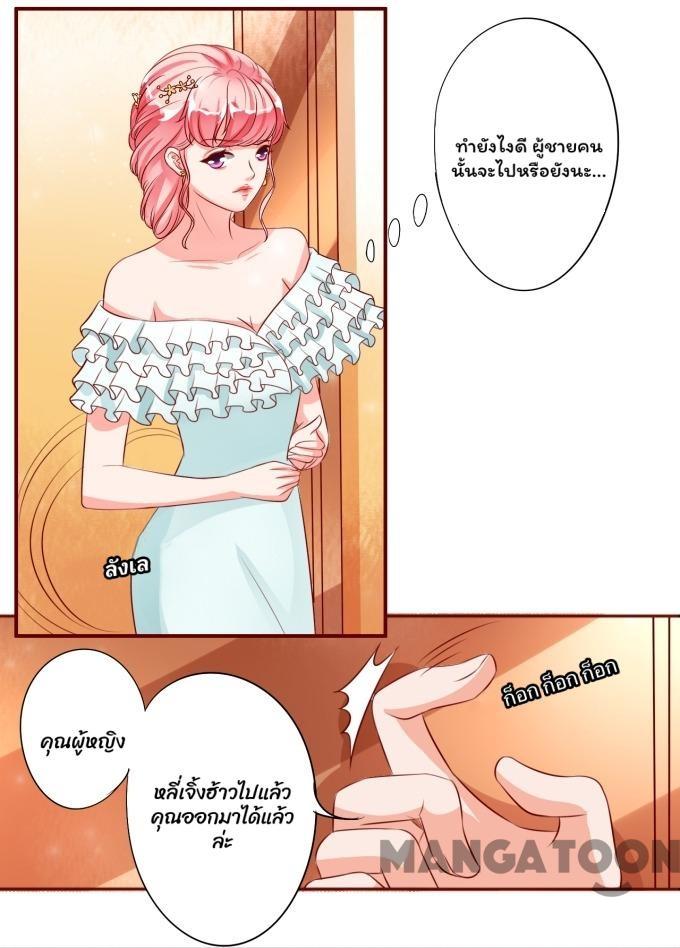 ทำยังไงดี ผู้ชายคน
นั้นจะไปหรือยังนะ...
ลังเล
ก็อก ก็อก ก็อก
คุณผู้หญิง
หลี่เจิ้งฮ้าวไปแล้ว
คุณออกมาได้แล้ว
ล่ะ
MANGATOON